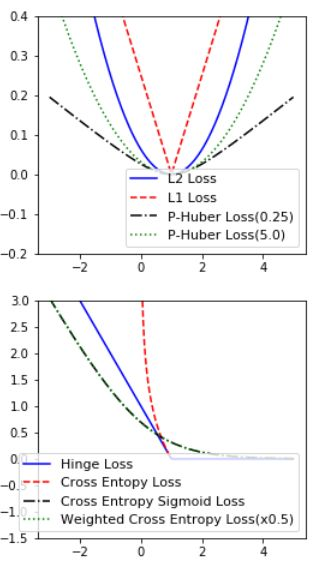 0.4
0.3
0.2
0.1
0.0
−0.1
−0.2
L2 Loss
L1 Loss
P-Huber Loss(0.25)
P-Huber Loss(5.0)
−2 0 2 4
3.0
2.5
2.0
1.5
1.0
0.5
0.0
−0.5
−1.0
−1.5
Hinge Loss
Cross Entopy Loss
Cross Entropy Sigmoid Loss
Weighted Cross Entropy Loss(x0.5)
−2 0 2 4